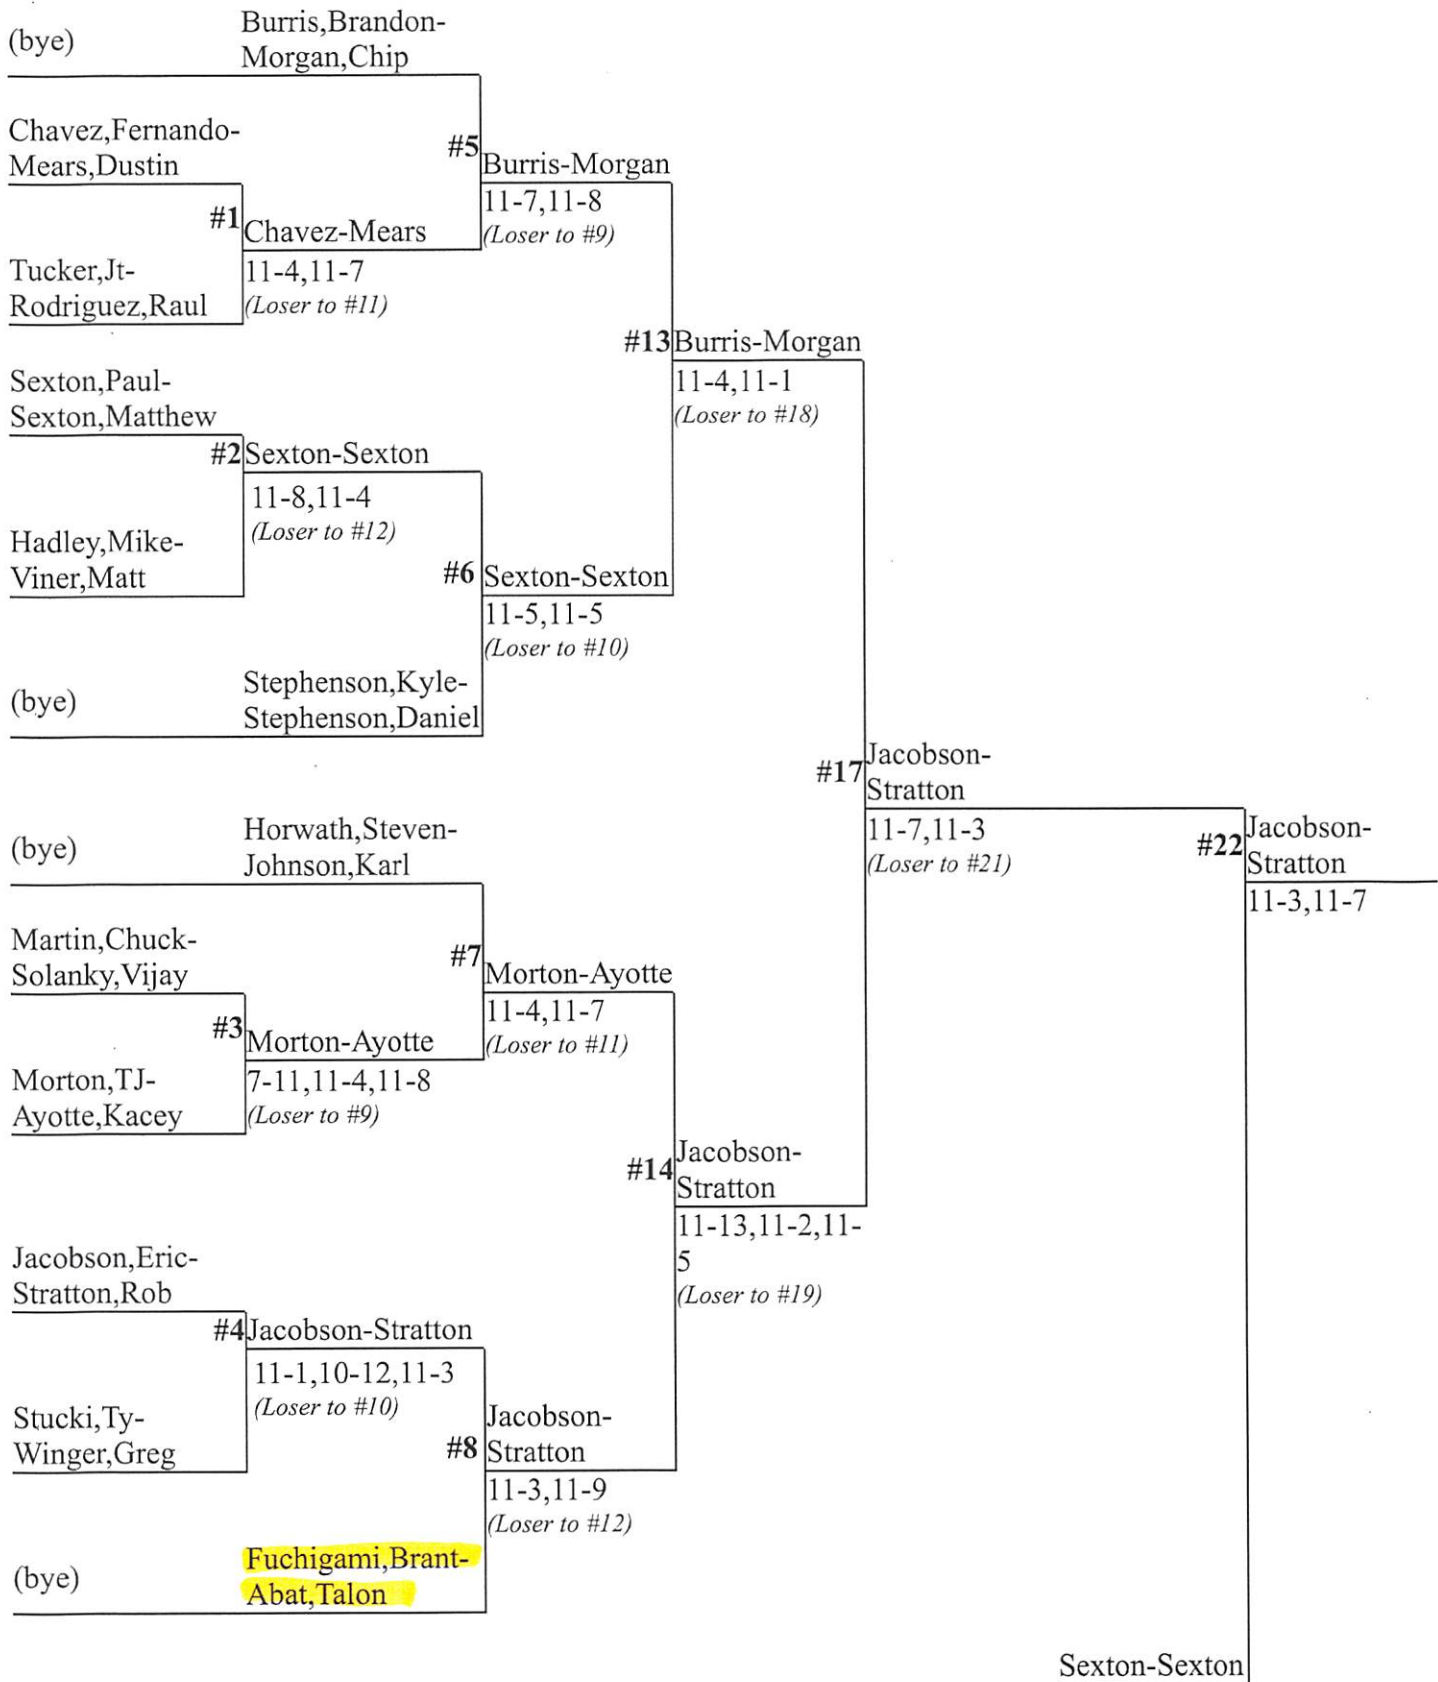 (bye)
Burris,Brandon-
Morgan,Chip
Chavez,Fernando-
Mears,Dustin
#5
Burris-Morgan
11-7,11-8
(Loser to #9)
#1
Chavez-Mears
11-4,11-7
(Loser to #11)
Tucker,Jt-
Rodriguez,Raul
#13
Burris-Morgan
11-4,11-1
(Loser to #18)
Sexton,Paul-
Sexton,Matthew
#2
Sexton-Sexton
11-8,11-4
(Loser to #12)
Hadley,Mike-
Viner,Matt
#6
Sexton-Sexton
11-5,11-5
(Loser to #10)
(bye)
Stephenson,Kyle-
Stephenson,Daniel
#17
Jacobson-
Stratton
11-7,11-3
(Loser to #21)
#22
Jacobson-
Stratton
11-3,11-7
(bye)
Horwath,Steven-
Johnson,Karl
Martin,Chuck-
Solanky,Vijay
#7
Morton-Ayotte
11-4,11-7
(Loser to #11)
#3
Morton-Ayotte
7-11,11-4,11-8
(Loser to #9)
Morton,TJ-
Ayotte,Kacey
#14
Jacobson-
Stratton
11-13,11-2,11-
5
(Loser to #19)
Jacobson,Eric-
Stratton,Rob
#4
Jacobson-Stratton
11-1,10-12,11-3
(Loser to #10)
Stucki,Ty-
Winger,Greg
#8
Jacobson-
Stratton
11-3,11-9
(Loser to #12)
(bye)
Fuchigami,Brant-
Abat,Talon
Sexton-Sexton